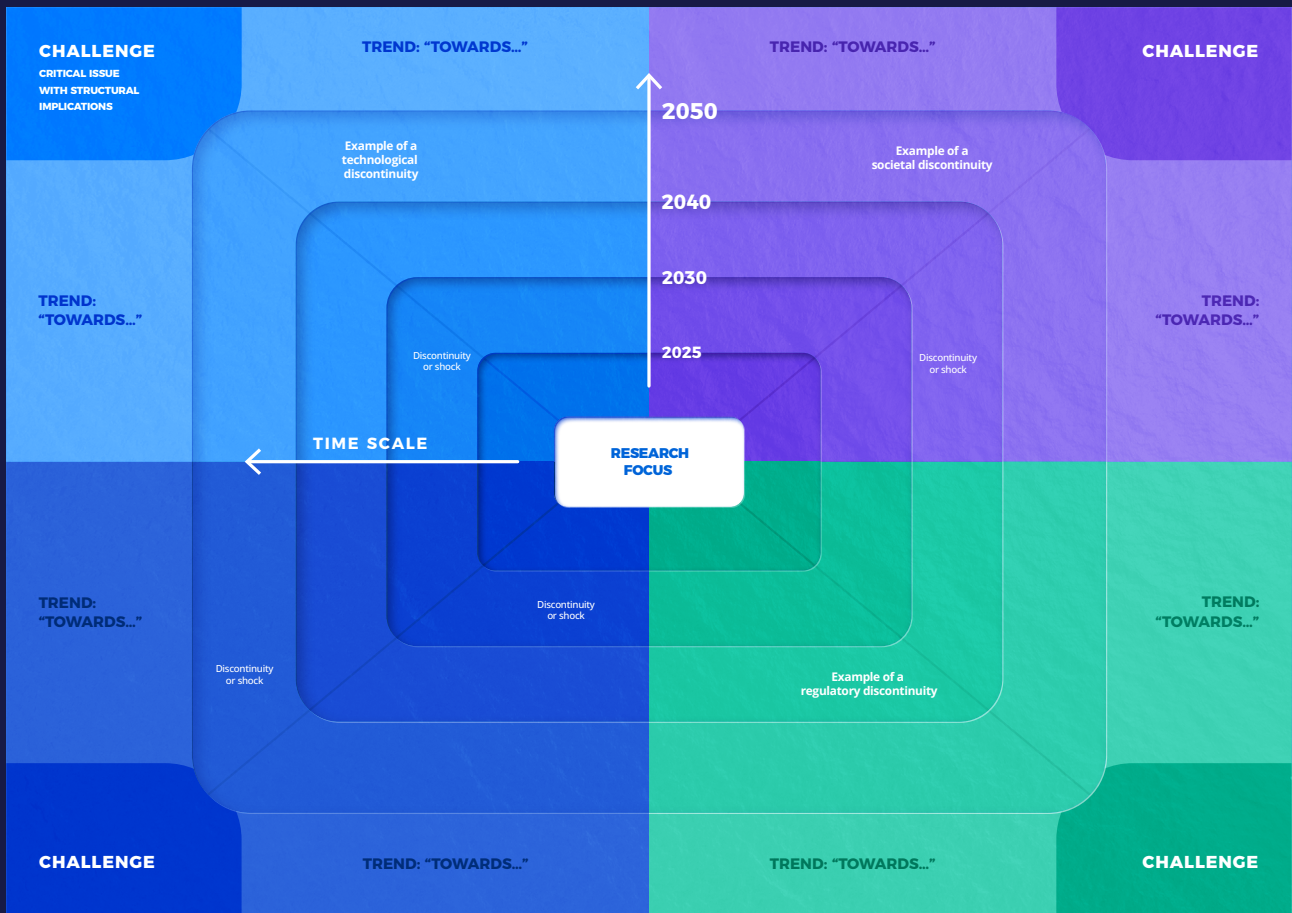 CHALLENGE
CRITICAL ISSUE
WITH STRUCTURAL
IMPLICATIONS
TREND: “TOWARDS...”
TREND: “TOWARDS...”
CHALLENGE
2050
Example of a
technological
discontinuity
Example of a
societal discontinuity
2040
2030
TREND:
“TOWARDS...”
TREND:
“TOWARDS...”
2025
Discontinuity
or shock
Discontinuity
or shock
TIME SCALE
RESEARCH
FOCUS
TREND:
“TOWARDS...”
Discontinuity
or shock
TREND:
“TOWARDS...”
Discontinuity
or shock
Example of a
regulatory discontinuity
CHALLENGE
TREND: “TOWARDS...”
TREND: “TOWARDS...”
CHALLENGE